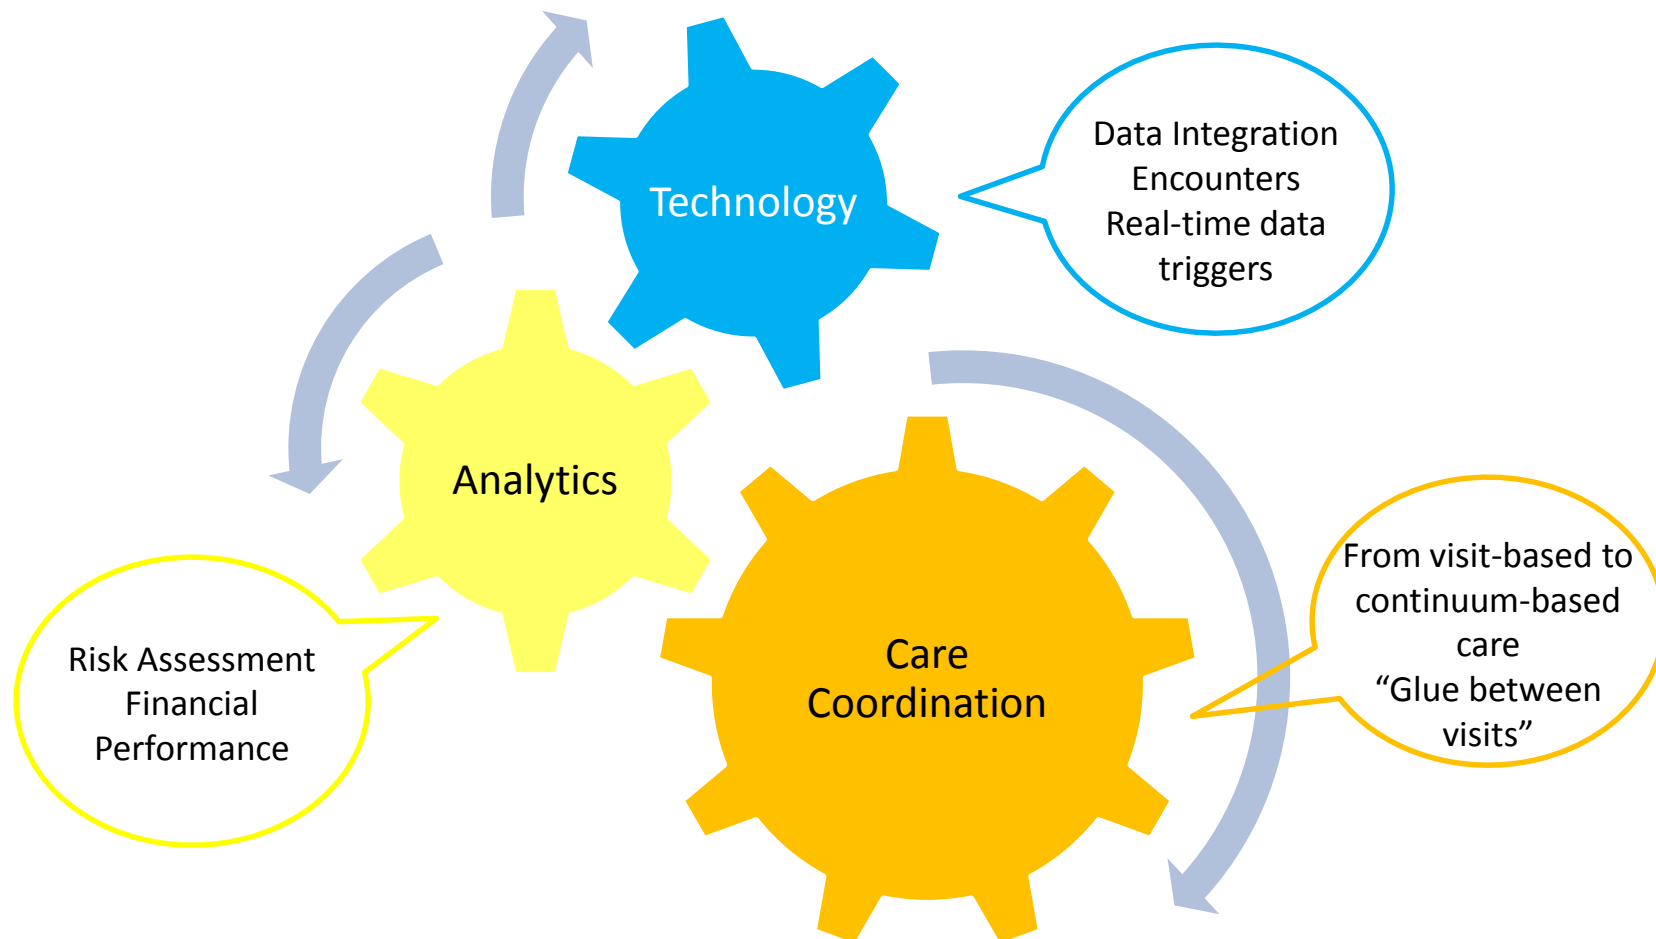 Technology
Data Integration
Encounters
Real-time data
triggers
Analytics
Risk Assessment
Financial
Performance
Care
Coordination
From visit-based to
continuum-based
care
“Glue between
visits”